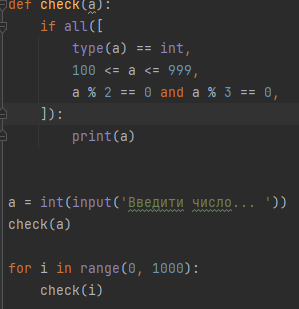 def check(a):
    if all([
        type(a) == int,
        100 <= a <= 999,
        a % 2 == 0 and a % 3 == 0,
    ]):
        print(a)
a = int(input('Введити число... '))
check(a)
for i in range(0, 1000):
    check(i)